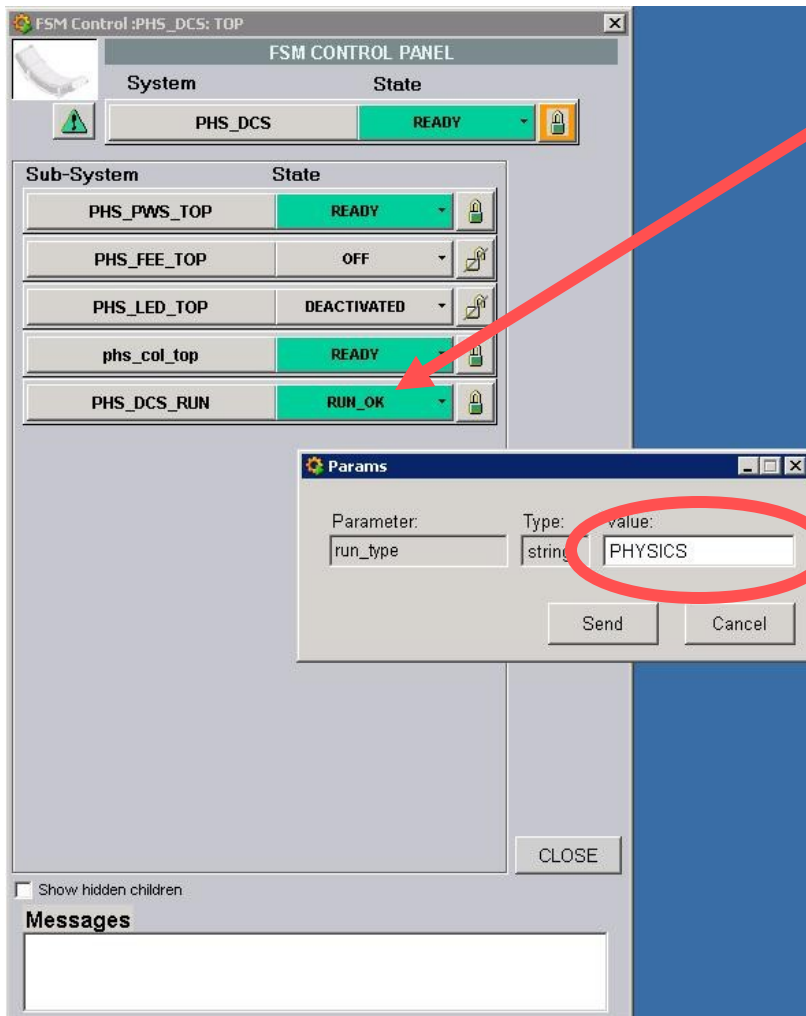 FSM Control :PHS_DCS: TOP
FSM CONTROL PANEL
System State
PHS_DCS READY
Sub-System State
PHS_PWS_TOP READY
PHS_FEE_TOP OFF
PHS_LED_TOP DEACTIVATED
phs_col_top READY
PHS_DCS_RUN RUN_OK
Params
Parameter: Type: Value:
run_type string PHYSICS
Send Cancel
CLOSE
Show hidden children
Messages